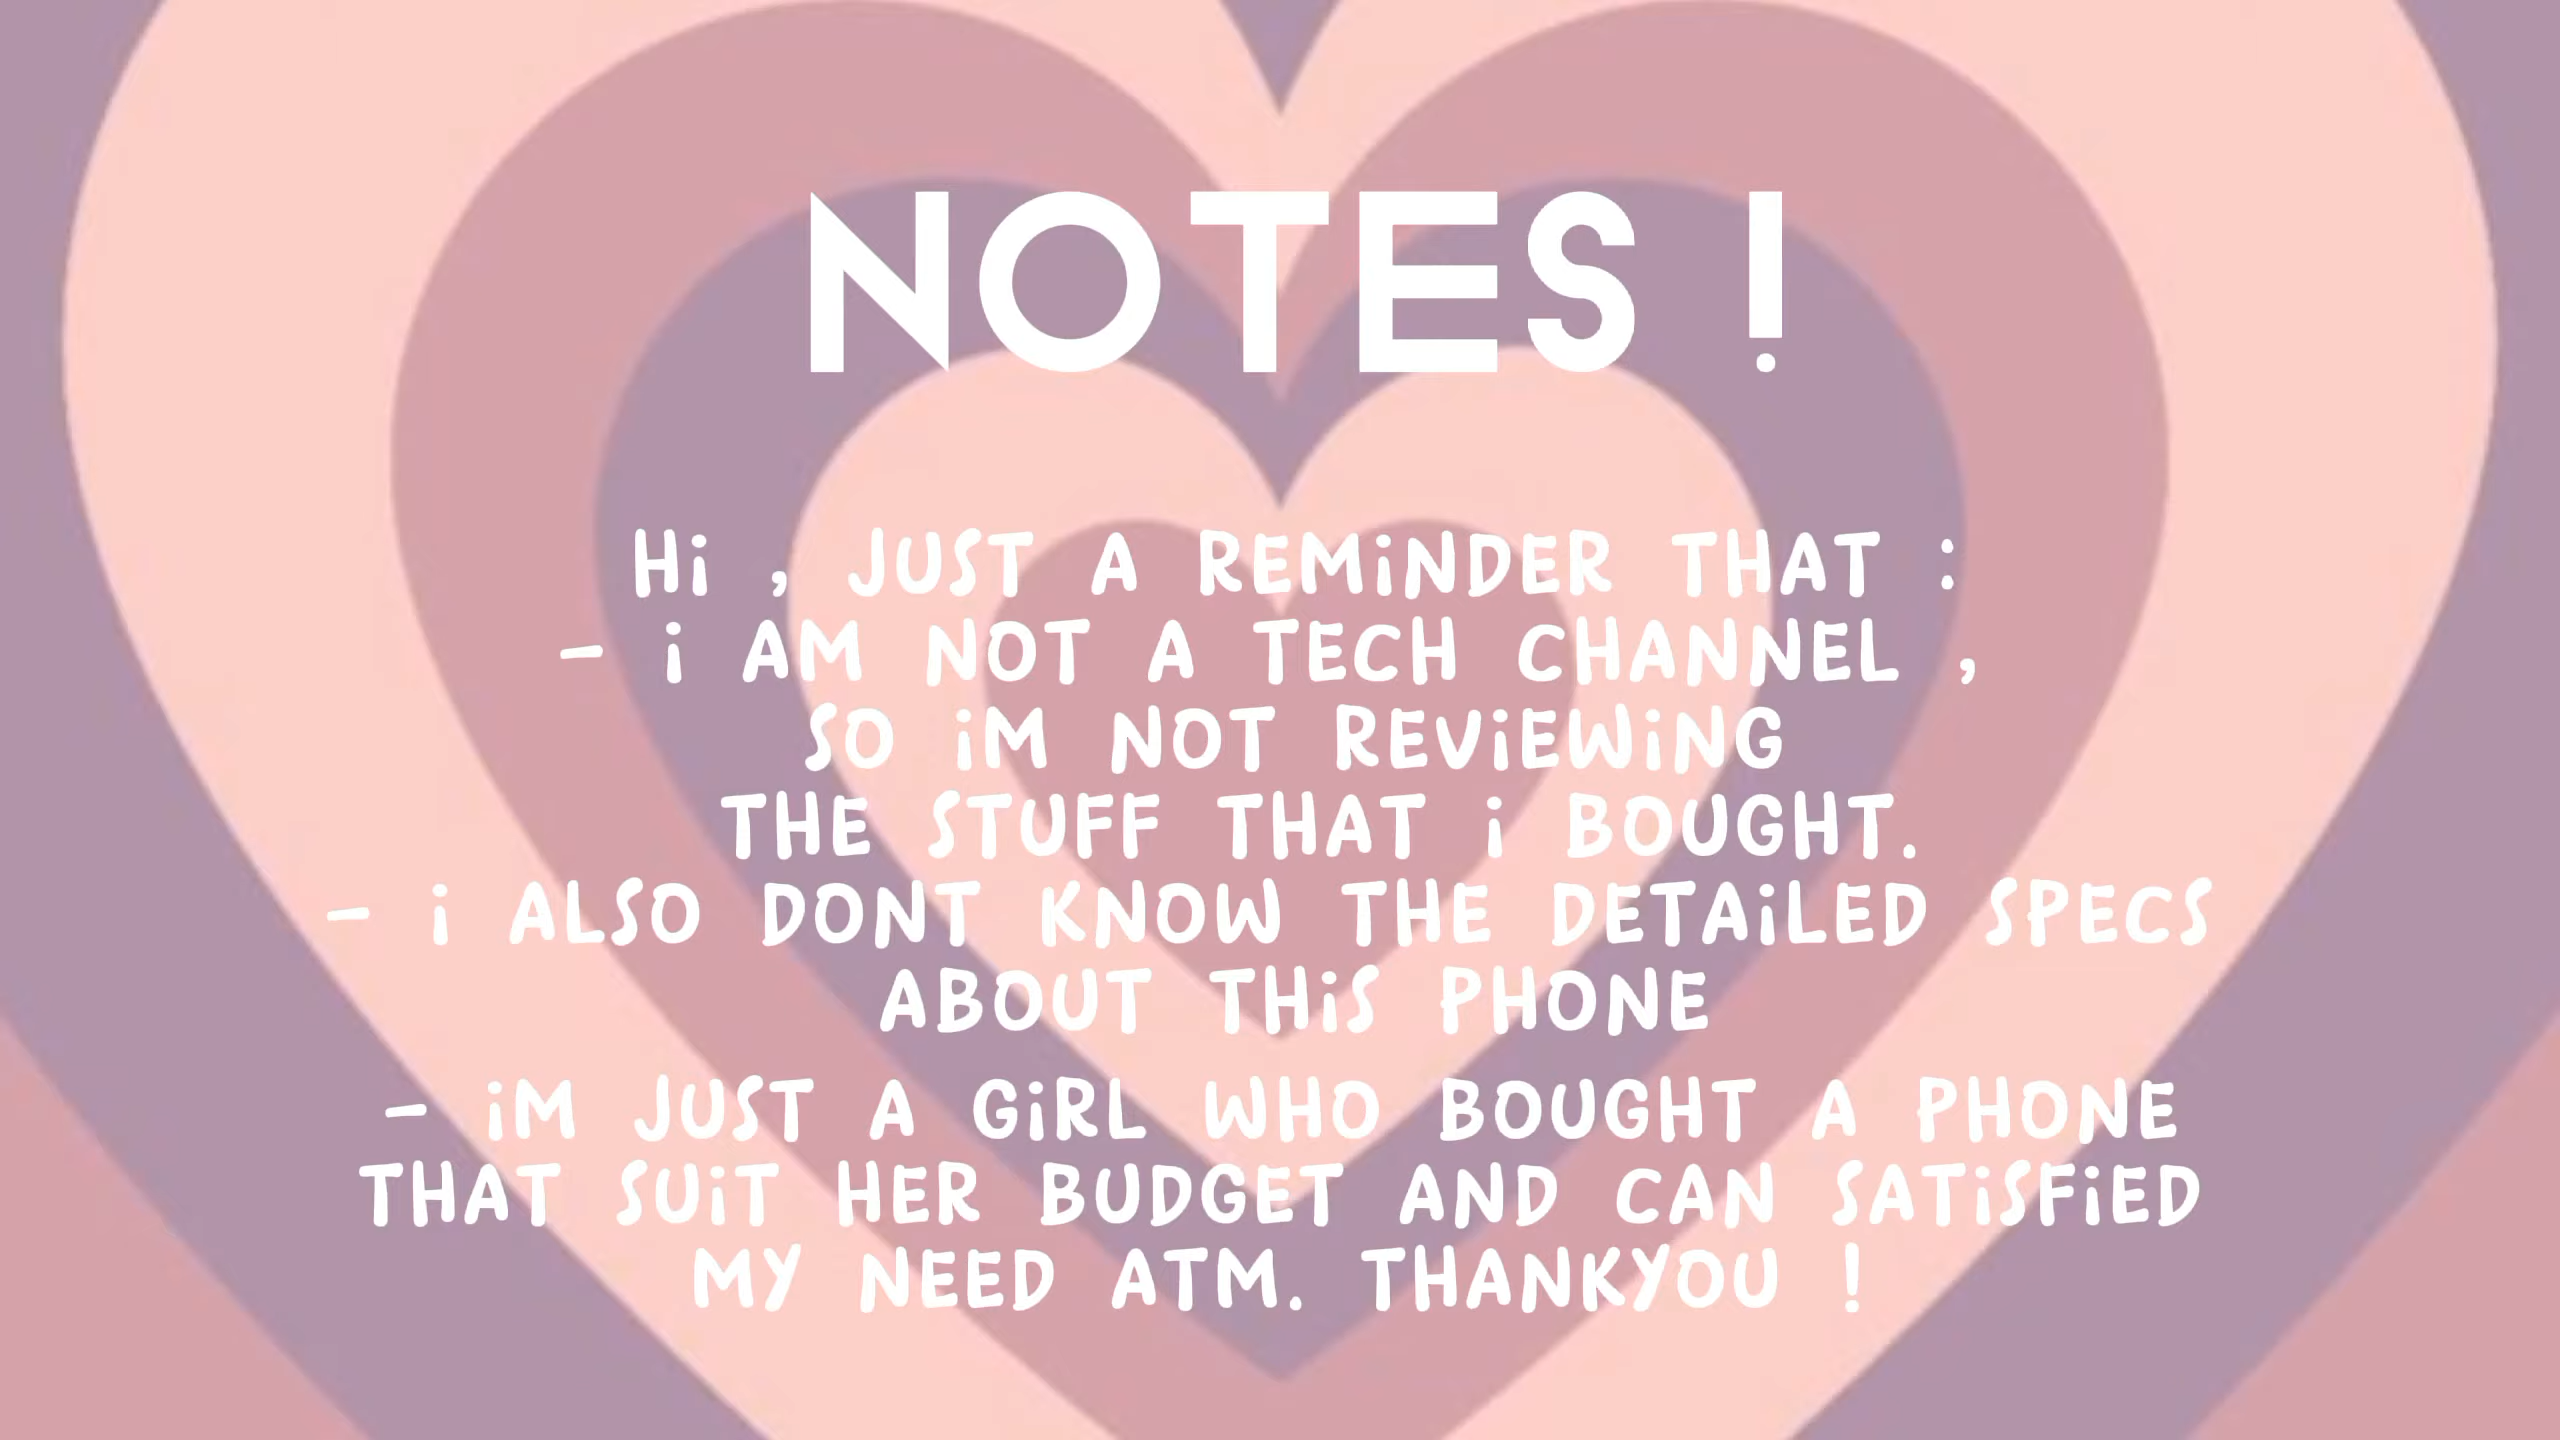 NOTES !
Hi , JUST A REMiNDER THAT :
- i AM NOT A TECH CHANNEL ,
SO iM NOT REViEWiNG
THE STUFF THAT i BOUGHT.
- i ALSO DONT KNOW THE DETAiLED SPECS
ABOUT THiS PHONE
- iM JUST A GiRL WHO BOUGHT A PHONE
THAT SUiT HER BUDGET AND CAN SATiSFiED
MY NEED ATM. THANKYOU !